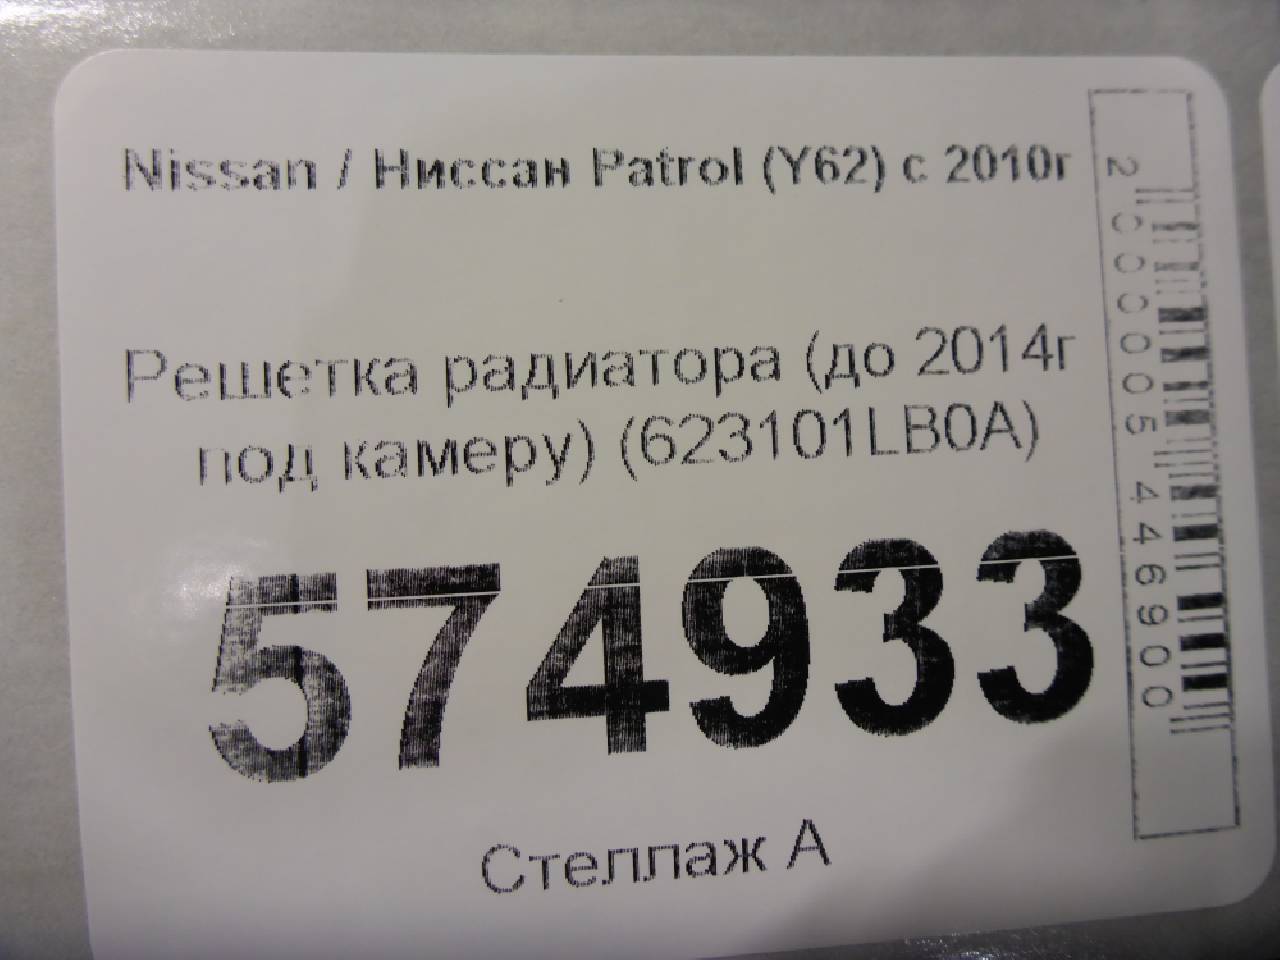 Nissan / Ниссан Patrol (Y62) с 2010г
Решетка радиатора (до 2014г
под камеру) (623101LB0A)
574933
Стеллаж А
2000005446900